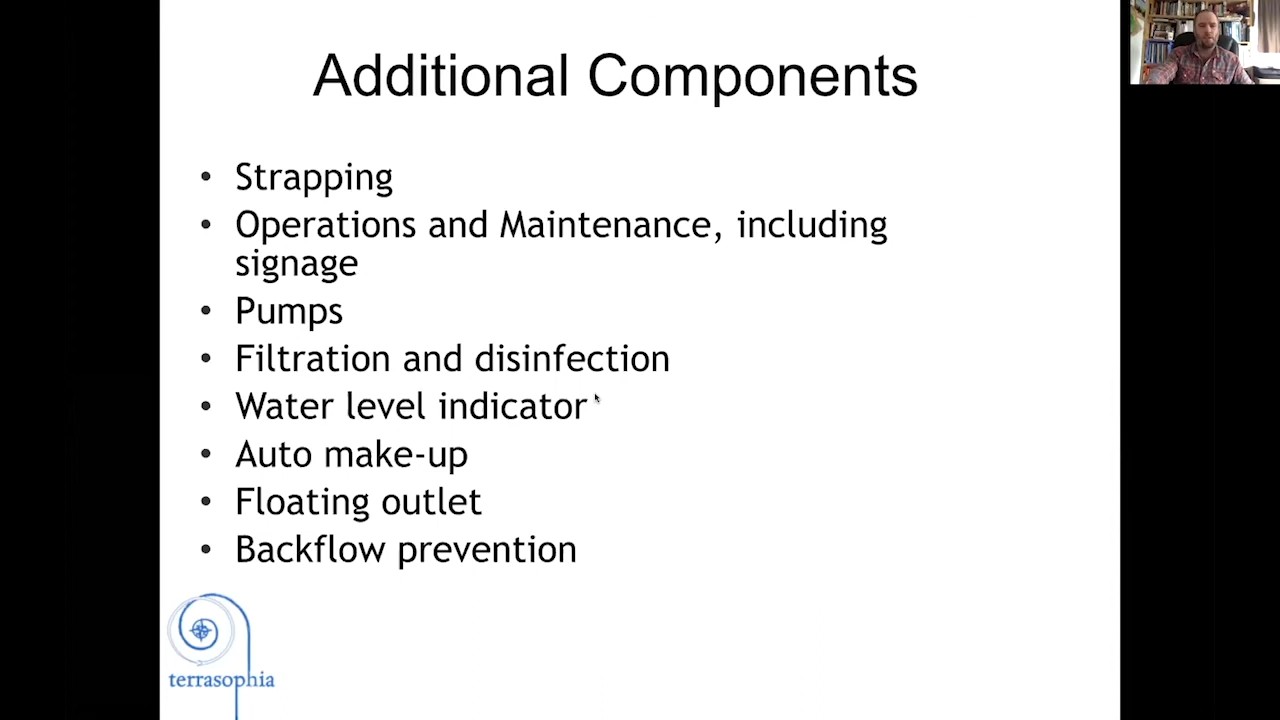 Additional Components
• Strapping
• Operations and Maintenance, including
signage
• Pumps
• Filtration and disinfection
• Water level indicator
• Auto make-up
• Floating outlet
• Backflow prevention
terrasophia